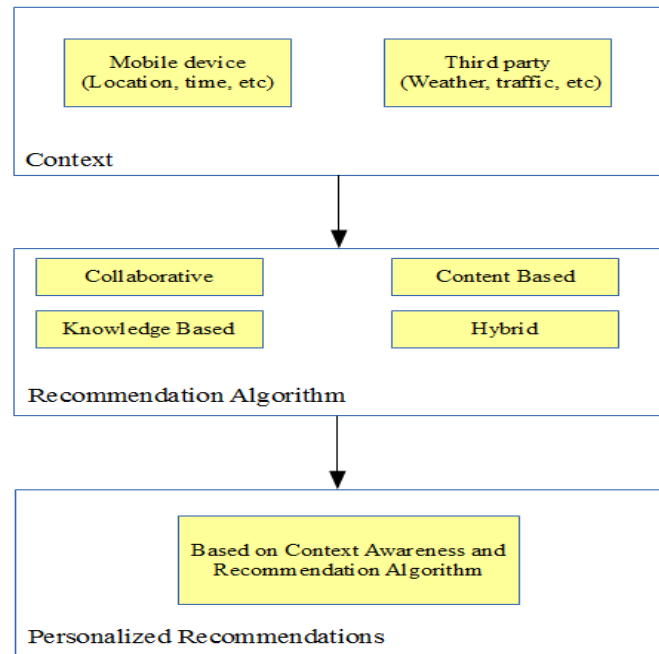 Mobile device
(Location, time, etc)
Third party
(Weather, traffic, etc)
Context
Collaborative
Content Based
Knowledge Based
Hybrid
Recommendation Algorithm
Based on Context Awareness and
Recommendation Algorithm
Personalized Recommendations